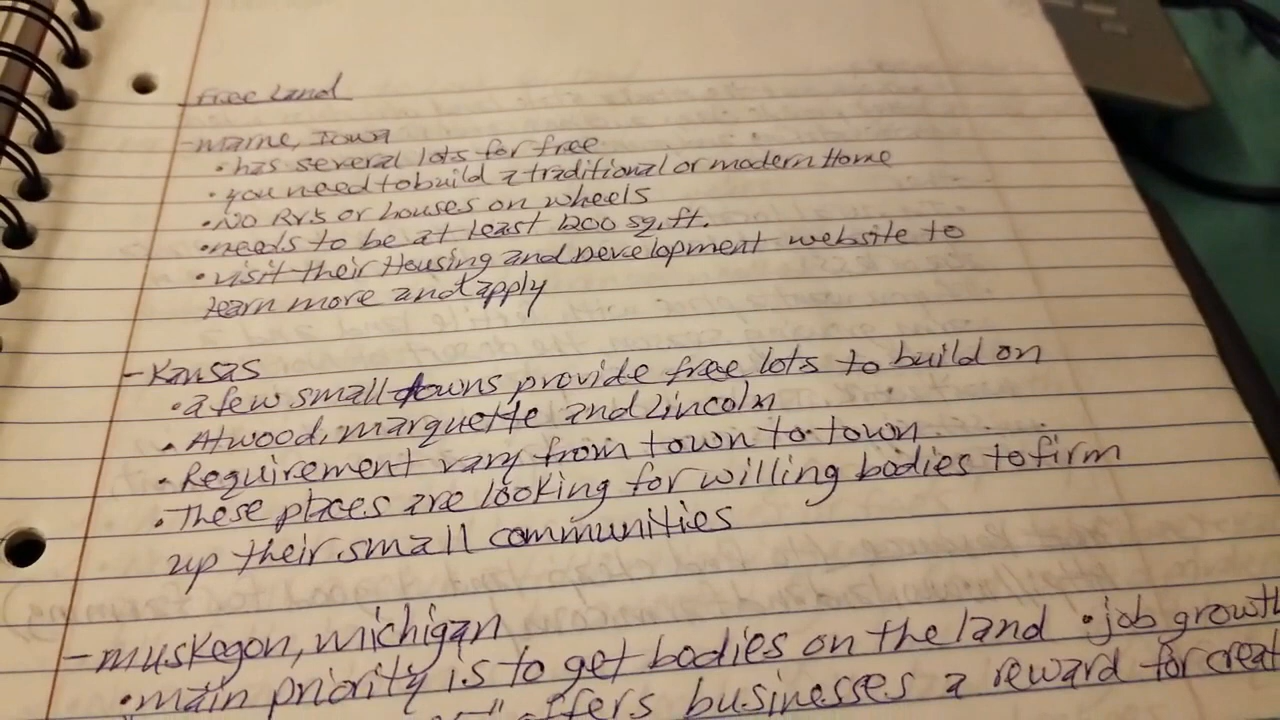 Free Land
- Marne, Iowa
• has several lots for free
• you need to build a traditional or modern Home
• No Rv's or houses on wheels
• needs to be at least 1200 sq. ft.
• visit their Housing and Development website to
learn more and apply
- Kansas
• a few small towns provide free lots to build on
• Atwood, marquette and Lincoln
• Requirement vary from town to town
• These places are looking for willing bodies to firm
up their small communities
- muskegon, michigan
• main priority is to get bodies on the land • job growth
offers businesses a reward for creat